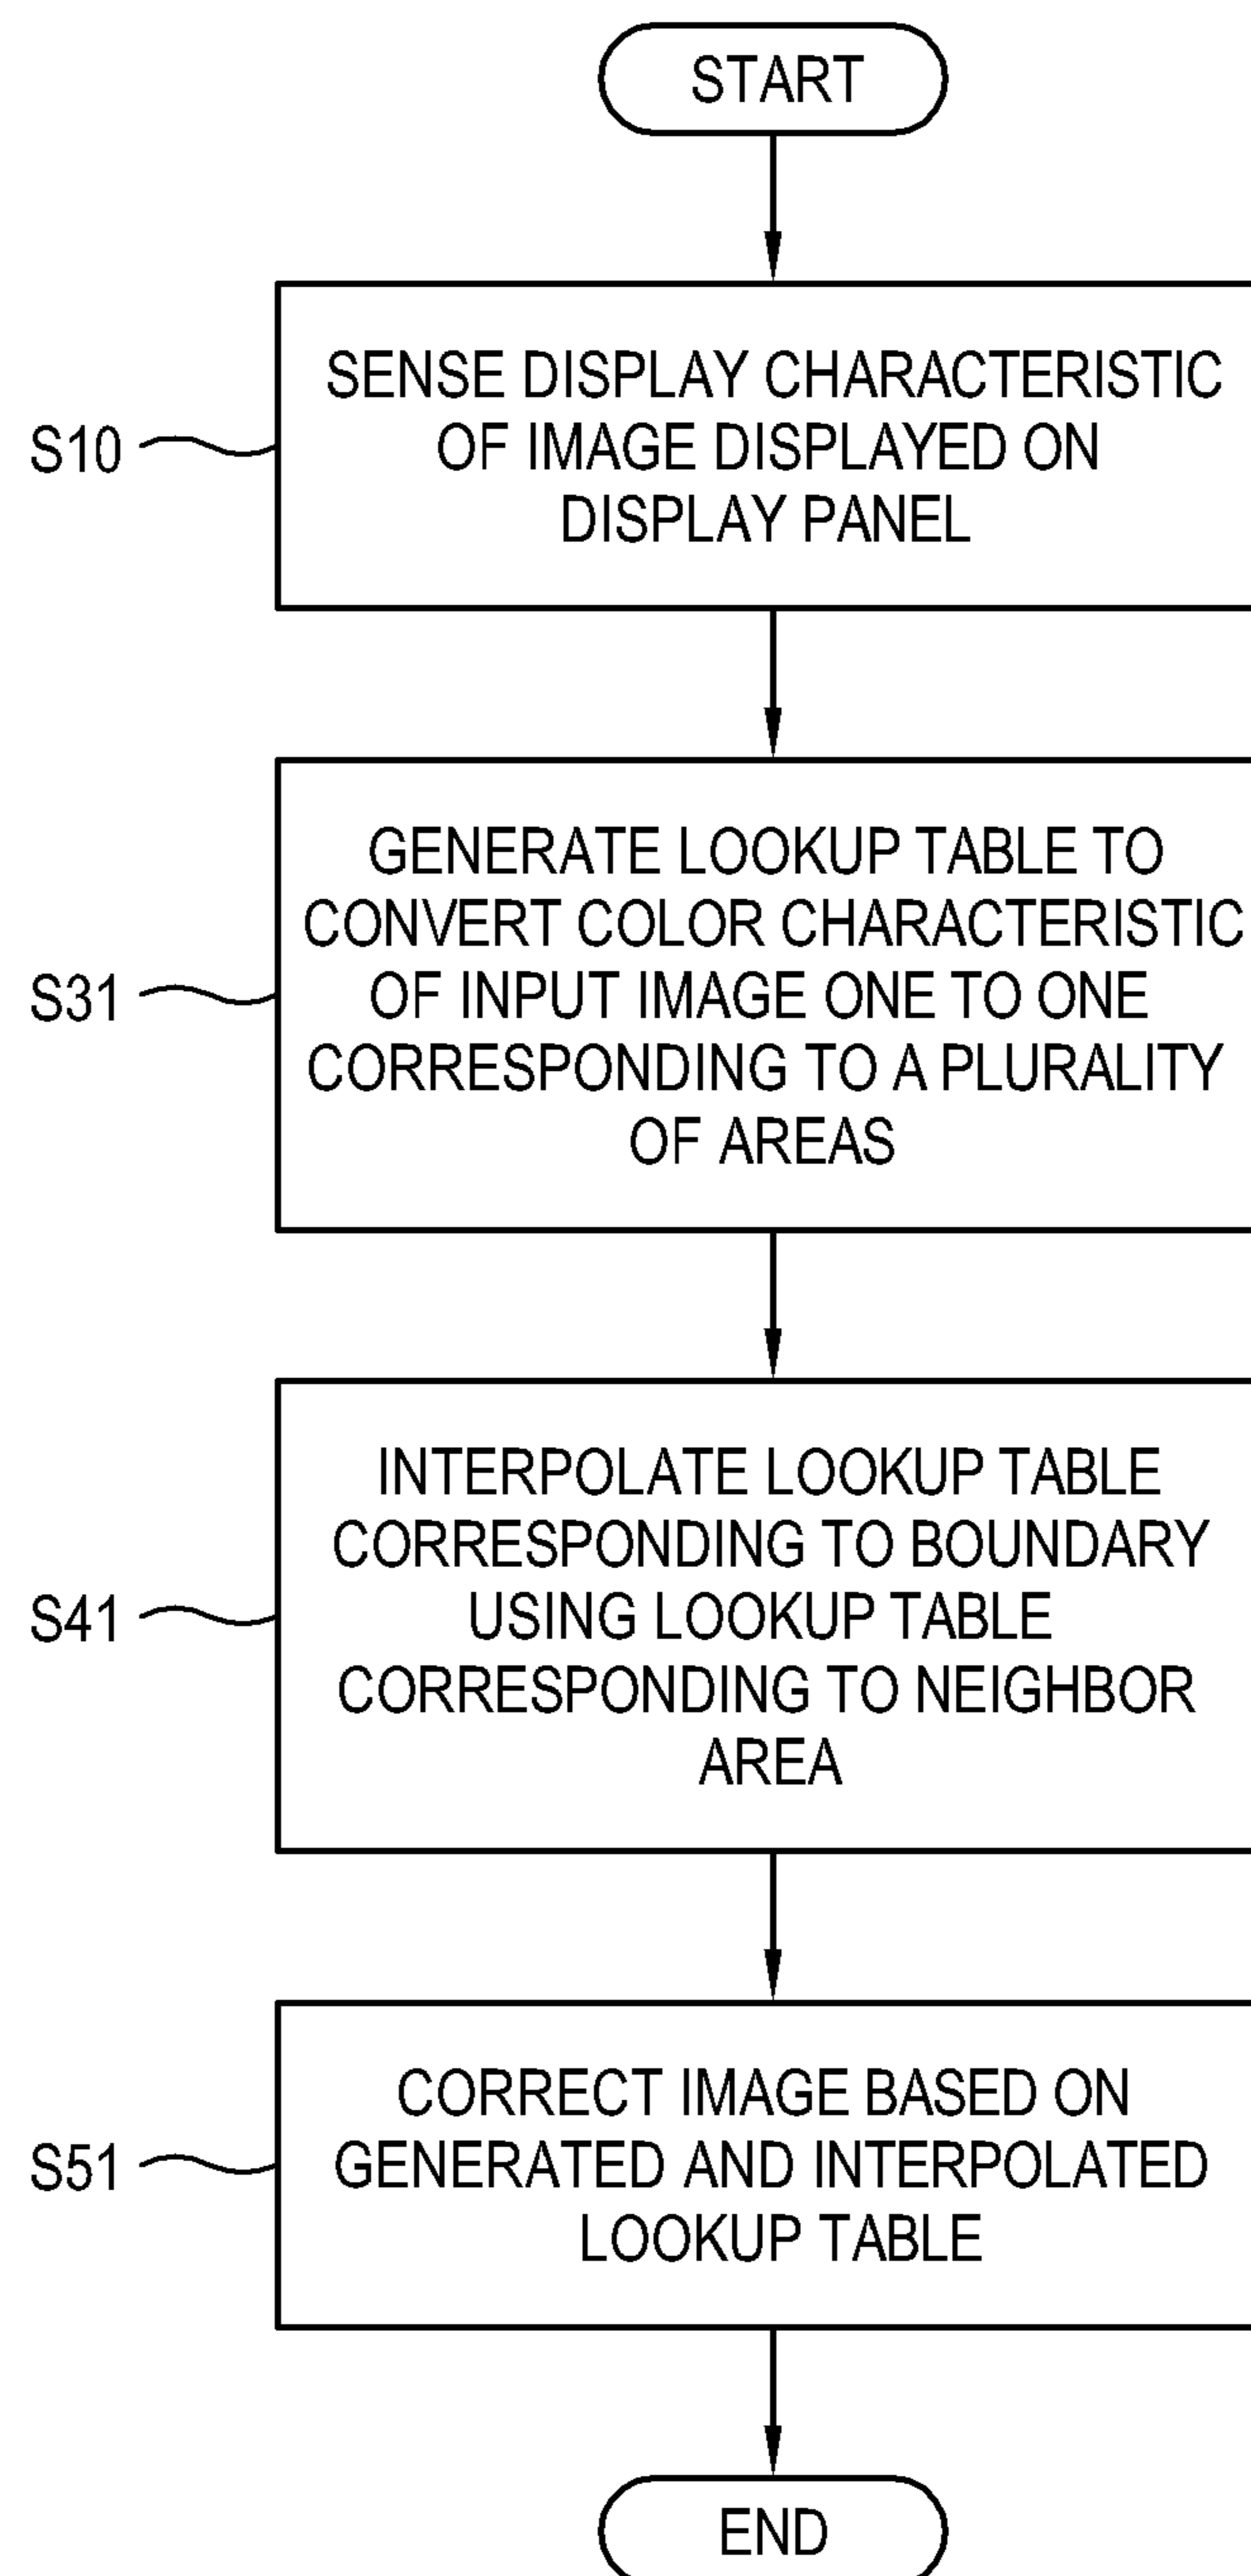 START
SENSE DISPLAY CHARACTERISTIC
OF IMAGE DISPLAYED ON
DISPLAY PANEL
S10
GENERATE LOOKUP TABLE TO
CONVERT COLOR CHARACTERISTIC
OF INPUT IMAGE ONE TO ONE
CORRESPONDING TO A PLURALITY
OF AREAS
S31
INTERPOLATE LOOKUP TABLE
CORRESPONDING TO BOUNDARY
USING LOOKUP TABLE
CORRESPONDING TO NEIGHBOR
AREA
S41
CORRECT IMAGE BASED ON
GENERATED AND INTERPOLATED
LOOKUP TABLE
S51
END